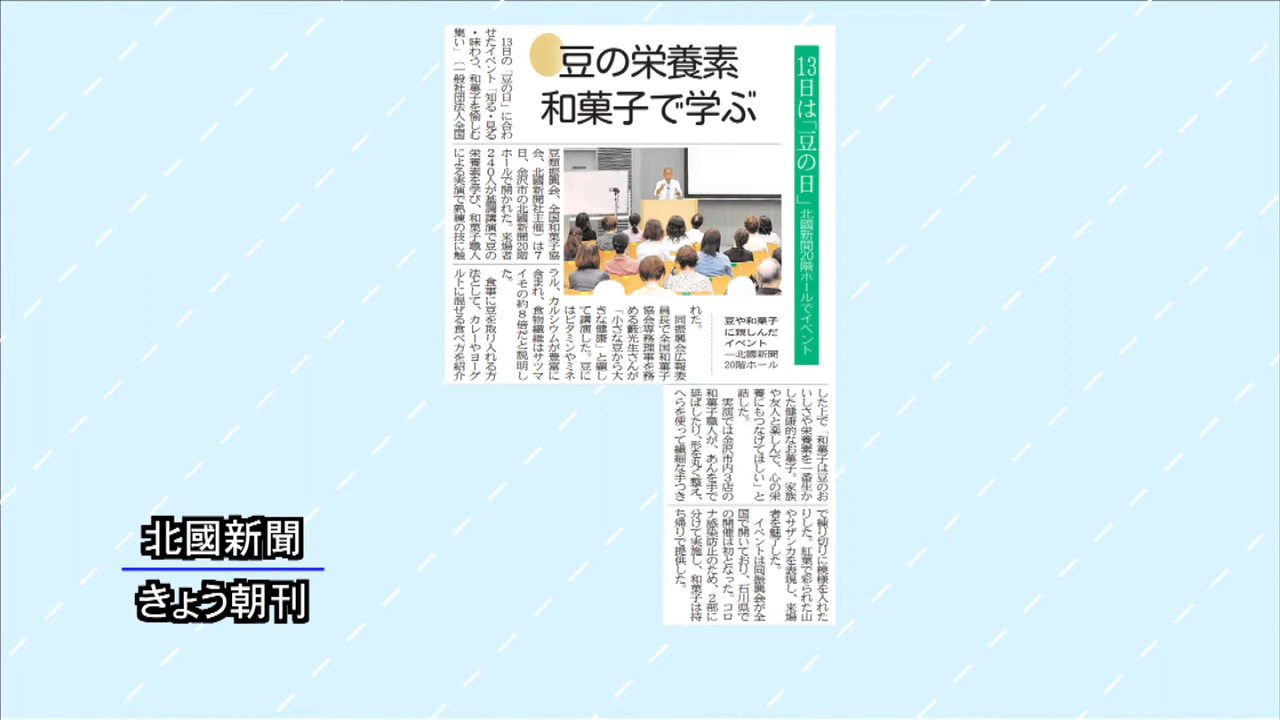 13日は「豆の日」北國新聞20階ホールでイベント
豆の栄養素
和菓子で学ぶ
13日の「豆の日」に合わ
せたイベント「知る・見る
・味わう、和菓子を愉しむ
集い」（一般社団法人全国
豆類振興会、全国和菓子協
会、北國新聞社主催）は7
日、金沢市の北國新聞20階
ホールで開かれた。来場者
240人が基調講演で豆の
栄養素を学び、和菓子職人
による実演で熟練の技に触
れた。
同振興会広報委
員長で全国和菓子
協会専務理事を務
める藪光生さんが
「小さな豆から大
きな健康」と題し
て講演した。豆に
はビタミンやミネ
ラル、カルシウムが豊富に
含まれ、食物繊維はサツマ
イモの約8倍だと説明し
た。
食事に豆を取り入れる方
法として、カレーやヨーグ
ルトに混ぜる食べ方を紹介
した上で「和菓子は豆のお
いしさや栄養素を一番生か
した健康的なお菓子。家族
や友人と楽しんで、心の栄
養にもつなげてほしい」と
話した。
実演では金沢市内3店の
和菓子職人が、あんを手で
延ばしたり、形を丸く整え、
へらを使って繊細な手つき
で練り切りに模様を入れた
りした。紅葉で彩られた山
やサザンカを表現し、来場
者を魅了した。
イベントは同振興会が全
国で開いており、石川県で
の開催は初となった。コロ
ナ感染防止のため、2部に
分けて実施し、和菓子は持
ち帰りで提供した。
豆や和菓子
に親しんだ
イベント
＝北國新聞
20階ホール
北國新聞
きょう朝刊